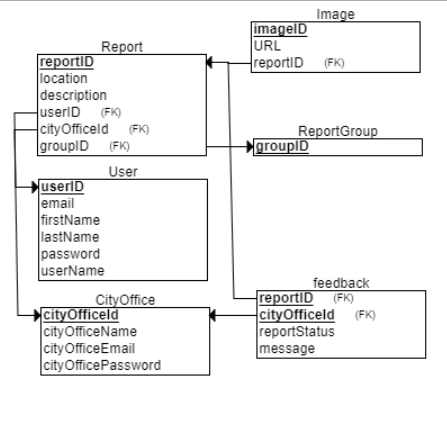 Image
imageID
URL
reportID (FK)
Report
reportID
location
description
userID (FK)
cityOfficeId (FK)
groupID (FK)
ReportGroup
groupID
User
userID
email
firstName
lastName
password
userName
CityOffice
cityOfficeId
cityOfficeName
cityOfficeEmail
cityOfficePassword
feedback
reportID (FK)
cityOfficeId (FK)
reportStatus
message